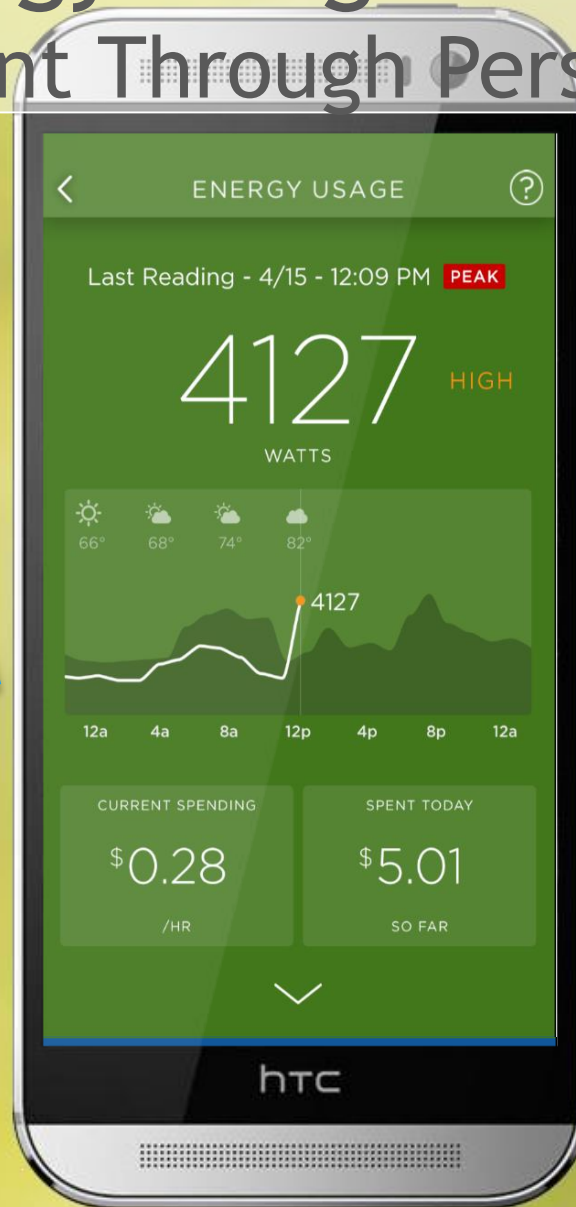 nt Through Pers
ENERGY USAGE ?
Last Reading - 4/15 - 12:09 PM PEAK
4127 HIGH
WATTS
66° 68° 74° 82°
4127
12a 4a 8a 12p 4p 8p 12a
CURRENT SPENDING SPENT TODAY
$0.28 $5.01
/HR SO FAR
hTC